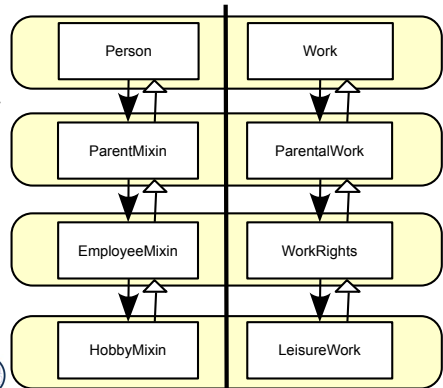 Person
Work
ParentMixin
ParentalWork
EmployeeMixin
WorkRights
HobbyMixin
LeisureWork